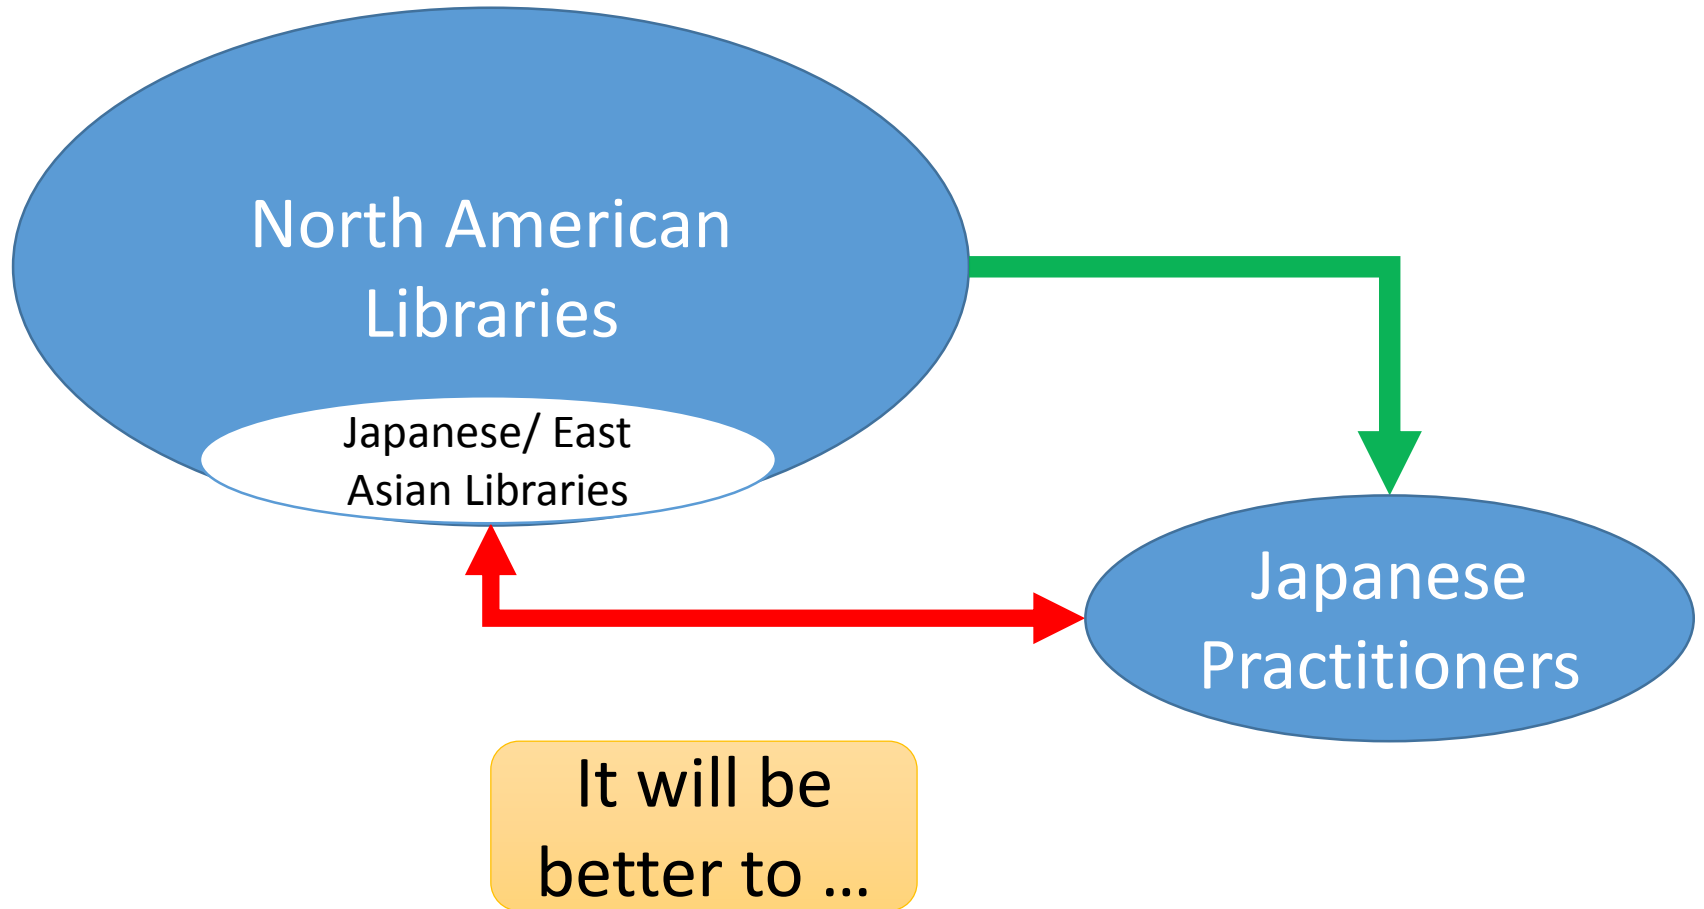 North American
Libraries
Japanese/ East
Asian Libraries
Japanese
Practitioners
It will be
better to ...